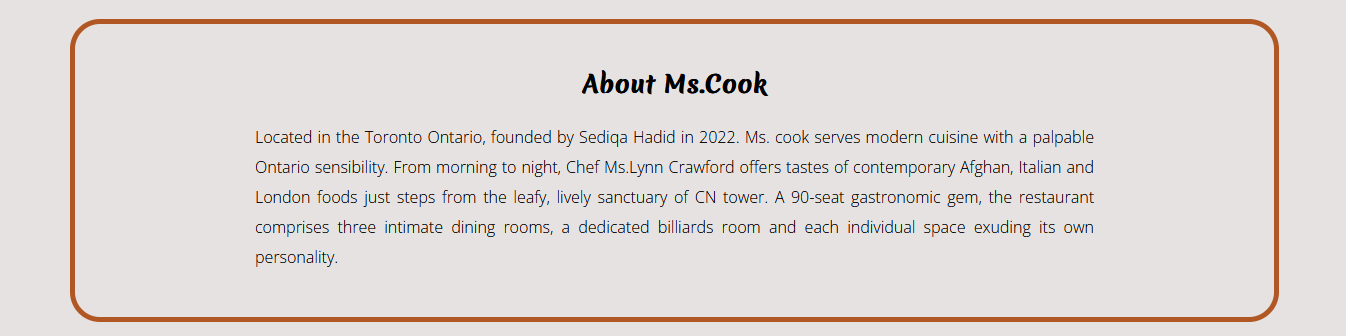 About Ms.Cook
Located in the Toronto Ontario, founded by Sediqa Hadid in 2022. Ms. cook serves modern cuisine with a palpable
Ontario sensibility. From morning to night, Chef Ms.Lynn Crawford offers tastes of contemporary Afghan, Italian and
London foods just steps from the leafy, lively sanctuary of CN tower. A 90-seat gastronomic gem, the restaurant
comprises three intimate dining rooms, a dedicated billiards room and each individual space exuding its own
personality.